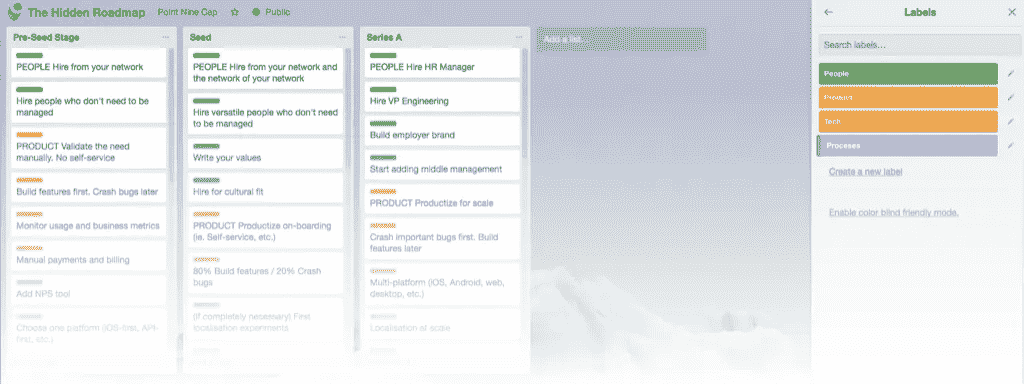 The Hidden Roadmap Point Nine Cap Public
Pre-Seed Stage
PEOPLE Hire from your network
Hire people who don't need to be
managed
PRODUCT Validate the need
manually. No self-service
Build features first. Crash bugs later
Monitor usage and business metrics
Manual payments and billing
Add NPS tool
Choose one platform (iOS-first, API-
first, etc.)
Seed
PEOPLE Hire from your network and
the network of your network
Hire versatile people who don't need
to be managed
Write your values
Hire for cultural fit
PRODUCT Productize on-boarding
(ie. Self-service, etc.)
80% Build features / 20% Crash
bugs
(If completely necessary) First
localisation experiments
Series A
PEOPLE Hire HR Manager
Hire VP Engineering
Build employer brand
Start adding middle management
PRODUCT Productize for scale
Crash important bugs first. Build
features later
Multi-platform (iOS, Android, web,
desktop, etc.)
Localisation at scale
Add a list...
Labels
Search labels...
People
Product
Tech
Proceses
Create a new label
Enable color blind friendly mode.